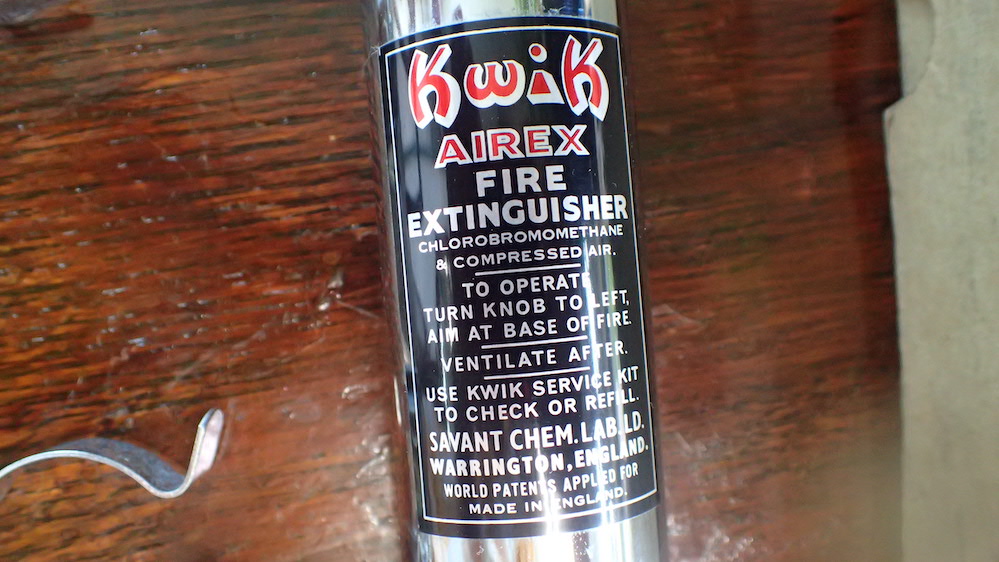 KwiK
AIREX
FIRE
EXTINGUISHER
CHLOROBROMOMETHANE
& COMPRESSED AIR.
TO OPERATE
TURN KNOB TO LEFT,
AIM AT BASE OF FIRE.
VENTILATE AFTER.
USE KWIK SERVICE KIT
TO CHECK OR REFILL.
SAVANT CHEM. LAB. LD.
WARRINGTON, ENGLAND.
WORLD PATENTS APPLIED FOR
MADE IN ENGLAND.